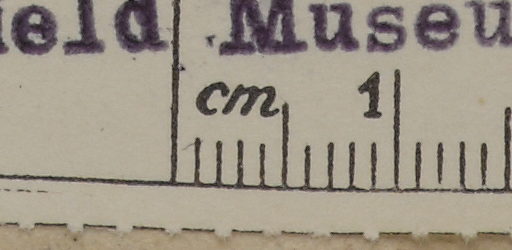 ield Museu
cm 1